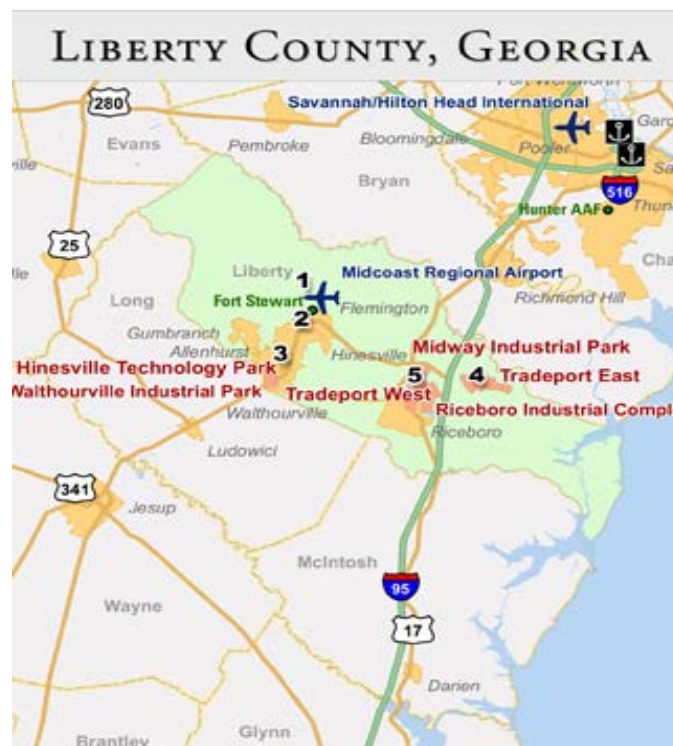 LIBERTY COUNTY, GEORGIA
280
Savannah/Hilton Head International
Evans
Pembroke
Bloomingdale
Pooler
Bryan
516
Hunter AAF
25
Liberty
1
Midcoast Regional Airport
Long
Fort Stewart
2
Flemington
Richmond Hill
Gumbranch
Allenhurst
3
Hinesville
Midway Industrial Park
Hinesville Technology Park
5
4
Tradeport East
Walthourville Industrial Park
Tradeport West
Walthourville
Riceboro Industrial Compl
Riceboro
Ludowici
341
Jesup
McIntosh
95
Wayne
17
Darien
Glynn
Brantley